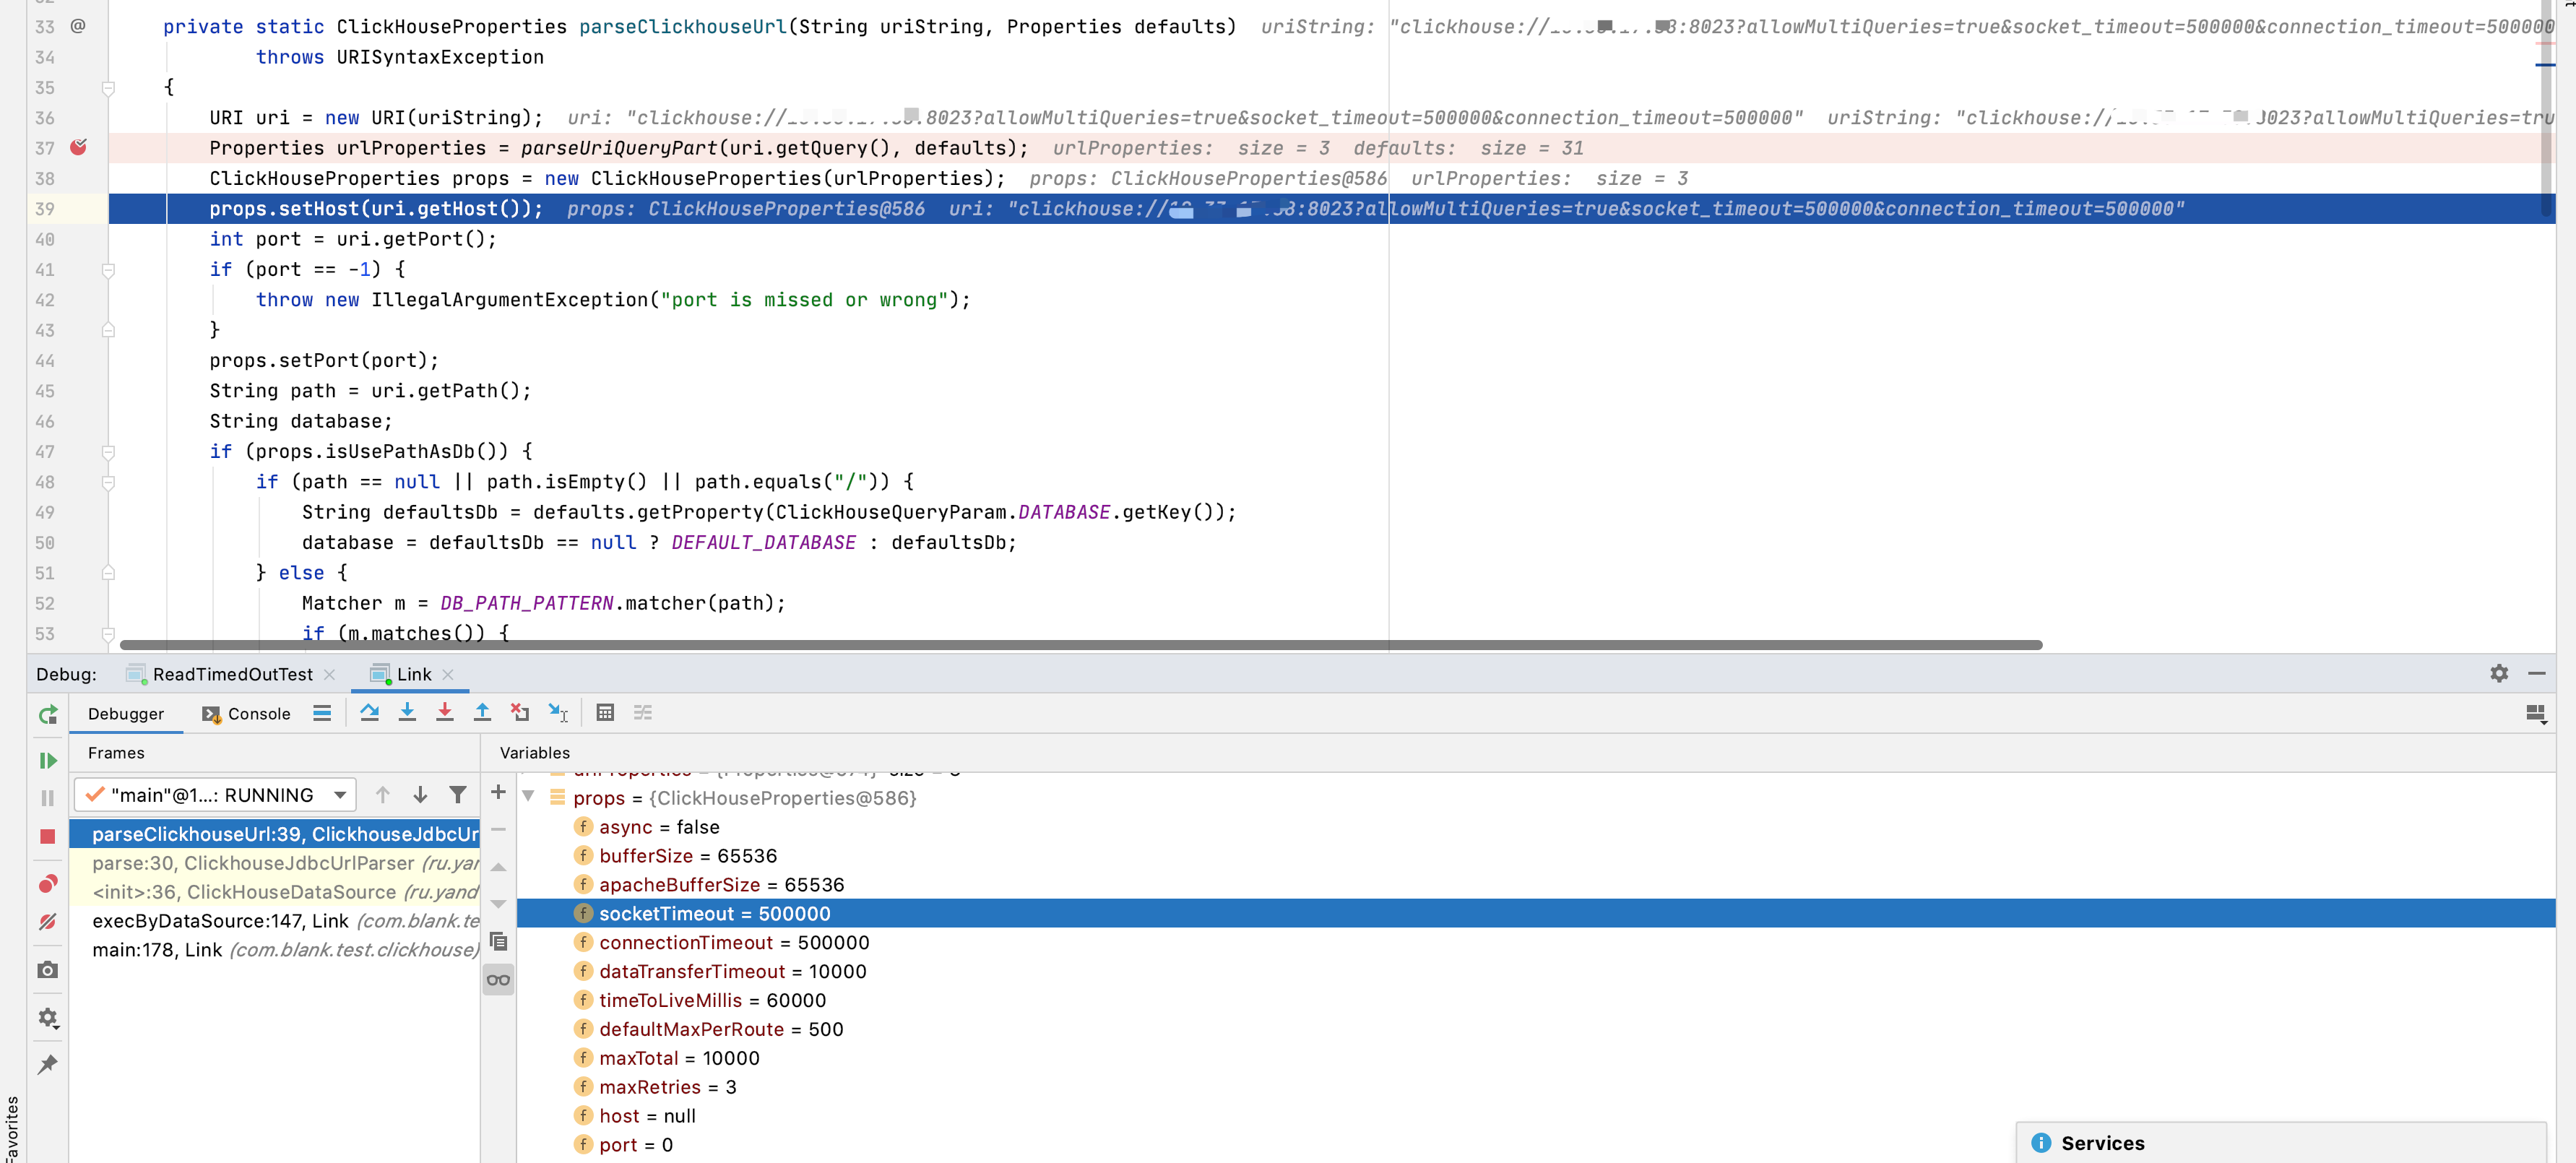 33 @ private static ClickHouseProperties parseClickhouseUrl(String uriString, Properties defaults) uriString: "clickhouse:// :8023?allowMultiQueries=true&socket_timeout=500000&connection_timeout=500000
34 throws URISyntaxException
35 {
36 URI uri = new URI(uriString); uri: "clickhouse:// .8023?allowMultiQueries=true&socket_timeout=500000&connection_timeout=500000" uriString: "clickhouse:// 8023?allowMultiQueries=tru
37 Properties urlProperties = parseUriQueryPart(uri.getQuery(), defaults); urlProperties: size = 3 defaults: size = 31
38 ClickHouseProperties props = new ClickHouseProperties(urlProperties); props: ClickHouseProperties@586 urlProperties: size = 3
39 props.setHost(uri.getHost()); props: ClickHouseProperties@586 uri: "clickhouse:// :8023?allowMultiQueries=true&socket_timeout=500000&connection_timeout=500000"
40 int port = uri.getPort();
41 if (port == -1) {
42 throw new IllegalArgumentException("port is missed or wrong");
43 }
44 props.setPort(port);
45 String path = uri.getPath();
46 String database;
47 if (props.isUsePathAsDb()) {
48 if (path == null || path.isEmpty() || path.equals("/")) {
49 String defaultsDb = defaults.getProperty(ClickHouseQueryParam.DATABASE.getKey());
50 database = defaultsDb == null ? DEFAULT_DATABASE : defaultsDb;
51 } else {
52 Matcher m = DB_PATH_PATTERN.matcher(path);
53 if (m.matches()) {
Debug: ReadTimedOutTest Link
Debugger Console
Frames
Variables
"main"@1...: RUNNING
parseClickhouseUrl:39, ClickhouseJdbcUr
parse:30, ClickhouseJdbcUrlParser (ru.yan
<init>:36, ClickHouseDataSource (ru.yand
execByDataSource:147, Link (com.blank.te
main:178, Link (com.blank.test.clickhouse)
props = {ClickHouseProperties@586}
f async = false
f bufferSize = 65536
f apacheBufferSize = 65536
f socketTimeout = 500000
f connectionTimeout = 500000
f dataTransferTimeout = 10000
f timeToLiveMillis = 60000
f defaultMaxPerRoute = 500
f maxTotal = 10000
f maxRetries = 3
f host = null
f port = 0
Favorites
Services